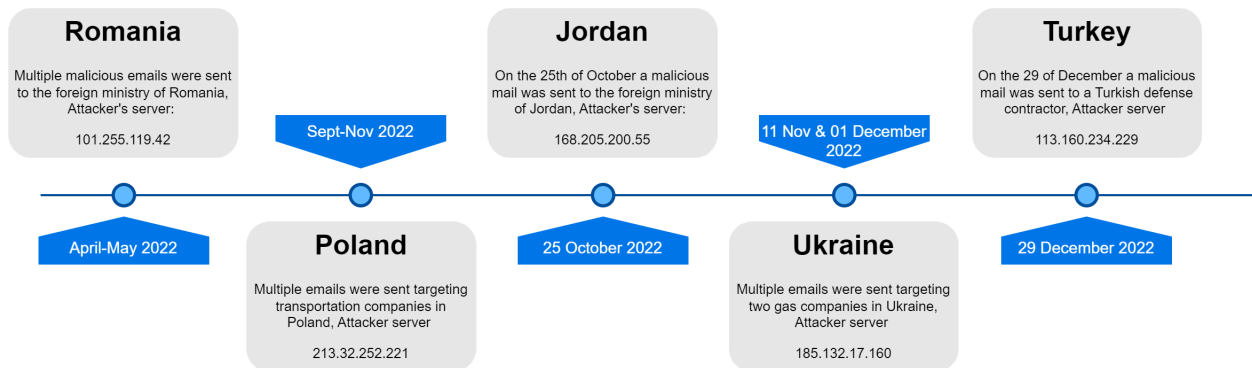 Romania
Multiple malicious emails were sent
to the foreign ministry of Romania,
Attacker's server:
101.255.119.42
April-May 2022
Sept-Nov 2022
Poland
Multiple emails were sent targeting
transportation companies in
Poland, Attacker server
213.32.252.221
Jordan
On the 25th of October a malicious
mail was sent to the foreign ministry
of Jordan, Attacker's server:
168.205.200.55
25 October 2022
11 Nov & 01 December
2022
Ukraine
Multiple emails were sent targeting
two gas companies in Ukraine,
Attacker server
185.132.17.160
Turkey
On the 29 of December a malicious
mail was sent to a Turkish defense
contractor, Attacker server
113.160.234.229
29 December 2022